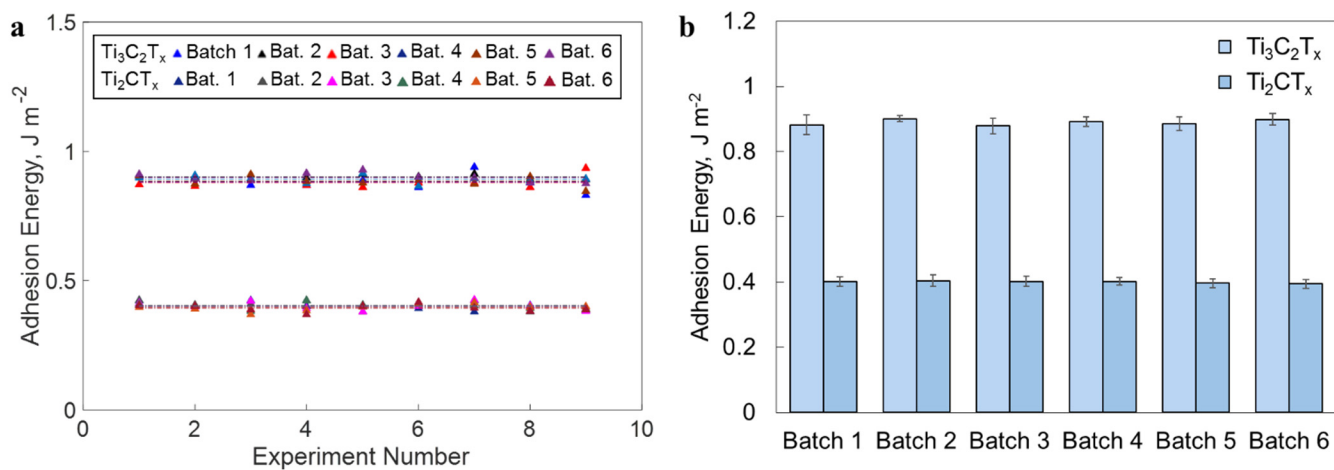 a
1.5
1
0.5
0
Adhesion Energy, J m⁻²
Ti₃C₂Tₓ Batch 1 Bat. 2 Bat. 3 Bat. 4 Bat. 5 Bat. 6
Ti₂CTₓ Bat. 1 Bat. 2 Bat. 3 Bat. 4 Bat. 5 Bat. 6
0 2 4 6 8 10
Experiment Number
b
1.2
1
0.8
0.6
0.4
0.2
0
Adhesion Energy, J m⁻²
Ti₃C₂Tₓ
Ti₂CTₓ
Batch 1 Batch 2 Batch 3 Batch 4 Batch 5 Batch 6